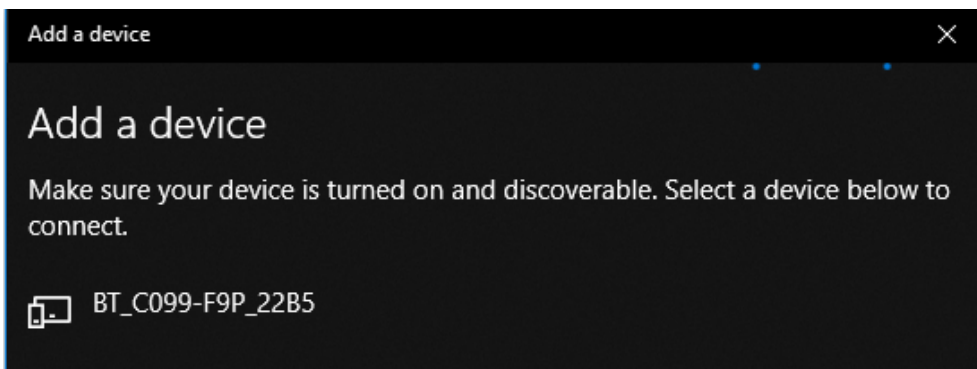 Add a device
Add a device
Make sure your device is turned on and discoverable. Select a device below to
connect.
BT_C099-F9P_22B5